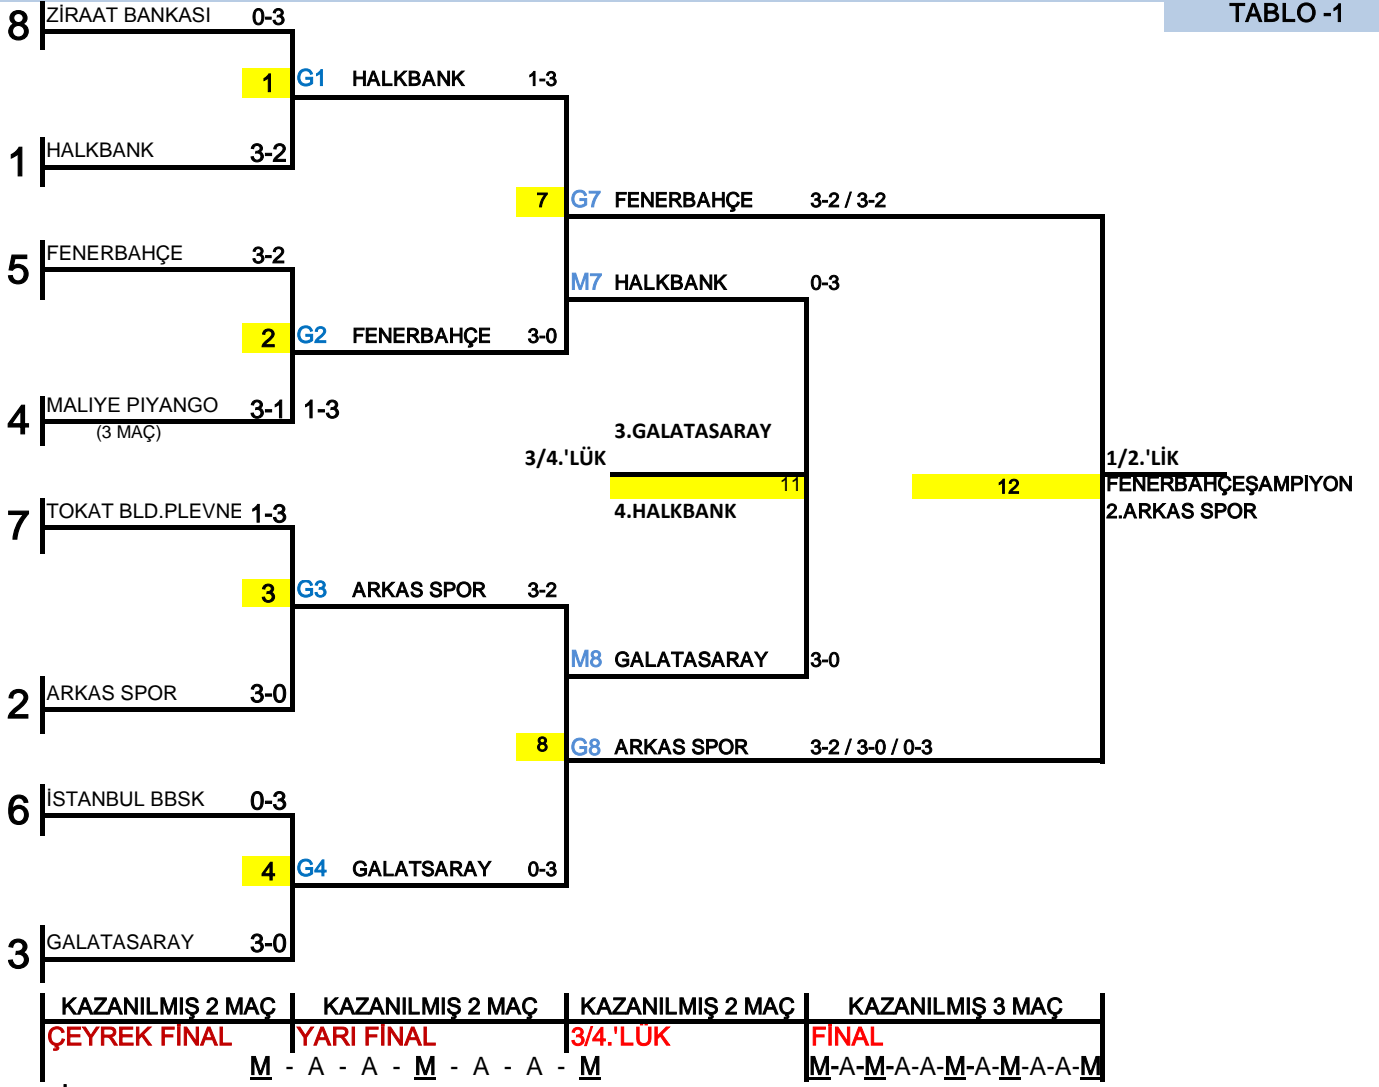 TABLO -1
8 ZİRAAT BANKASI 0-3
1 G1 HALKBANK 1-3
1 HALKBANK 3-2
7 G7 FENERBAHÇE 3-2 / 3-2
5 FENERBAHÇE 3-2
M7 HALKBANK 0-3
2 G2 FENERBAHÇE 3-0
4 MALIYE PIYANGO 3-1 1-3
(3 MAÇ)
3.GALATASARAY
3/4.'LÜK 1/2.'LİK
11 12 FENERBAHÇEŞAMPİYON
4.HALKBANK 2.ARKAS SPOR
7 TOKAT BLD.PLEVNE 1-3
3 G3 ARKAS SPOR 3-2
M8 GALATASARAY 3-0
2 ARKAS SPOR 3-0
8 G8 ARKAS SPOR 3-2 / 3-0 / 0-3
6 İSTANBUL BBSK 0-3
4 G4 GALATSARAY 0-3
3 GALATASARAY 3-0
KAZANILMIŞ 2 MAÇ KAZANILMIŞ 2 MAÇ KAZANILMIŞ 2 MAÇ KAZANILMIŞ 3 MAÇ
ÇEYREK FİNAL YARI FİNAL 3/4.'LÜK FİNAL
M - A - A - M - A - A - M M-A-M-A-A-M-A-M-A-A-M